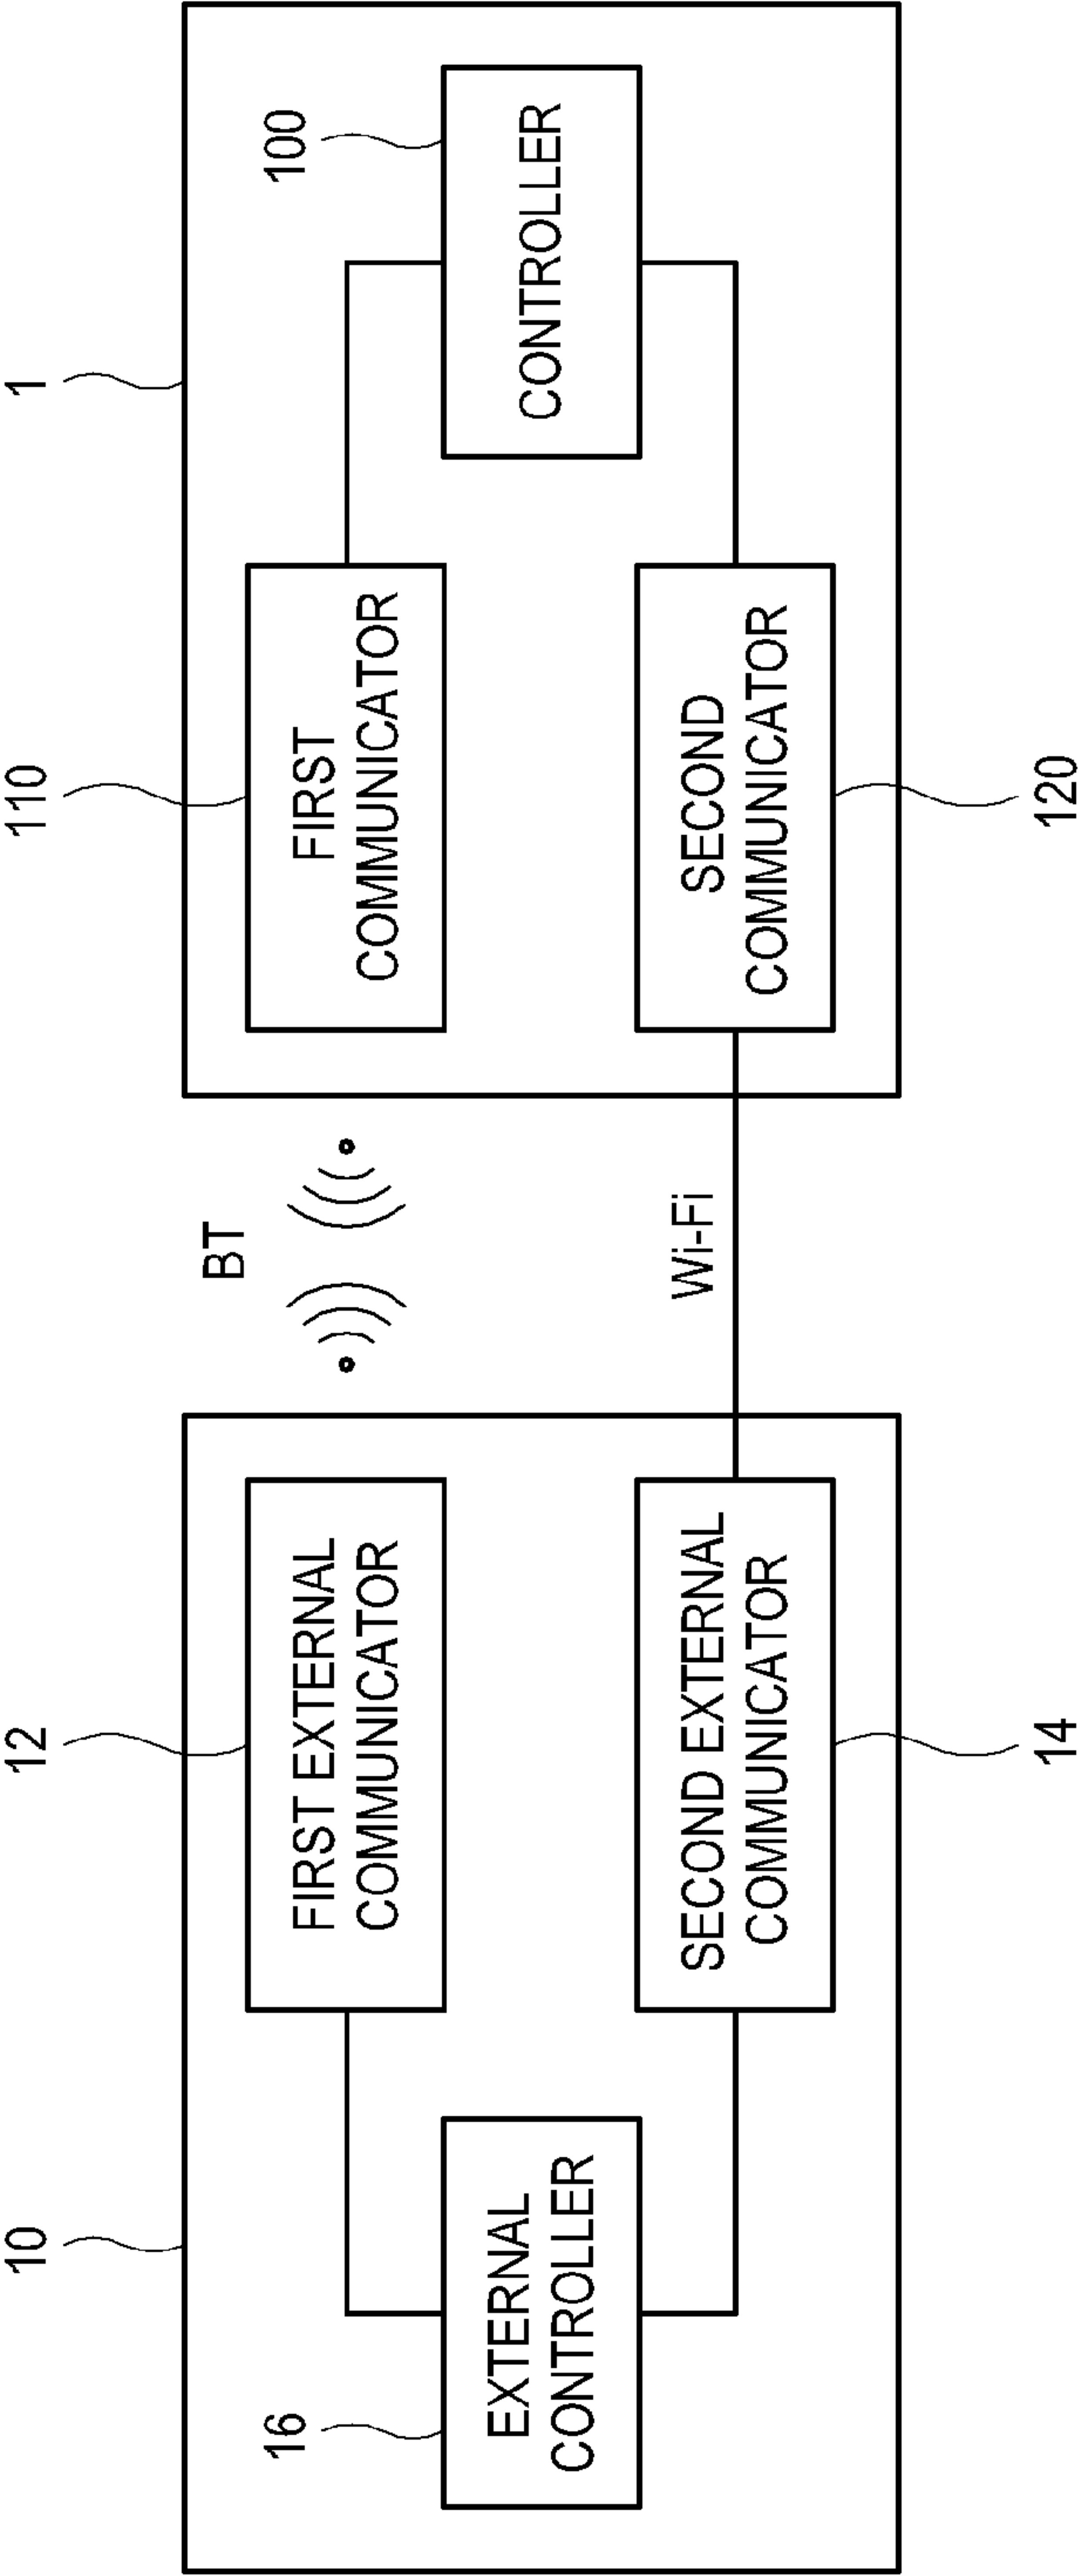 10
12
BT
110
1
16
EXTERNAL
CONTROLLER
FIRST EXTERNAL
COMMUNICATOR
SECOND EXTERNAL
COMMUNICATOR
14
Wi-Fi
FIRST
COMMUNICATOR
SECOND
COMMUNICATOR
120
100
CONTROLLER